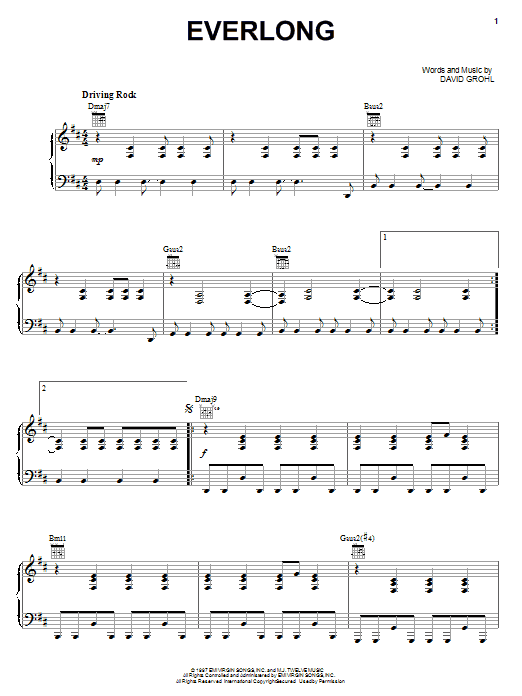 EVERLONG
1
Words and Music by
DAVID GROHL
Driving Rock
Dmaj7
Bsus2
mp
Gsus2
Bsus2
1
2
Dmaj9
f
Bm11
Gsus2(♯4)
© 1997 EMI VIRGIN SONGS, INC. and M.J. TWELVE MUSIC
All Rights Controlled and Administered by EMI VIRGIN SONGS, INC.
All Rights Reserved International Copyright Secured Used by Permission